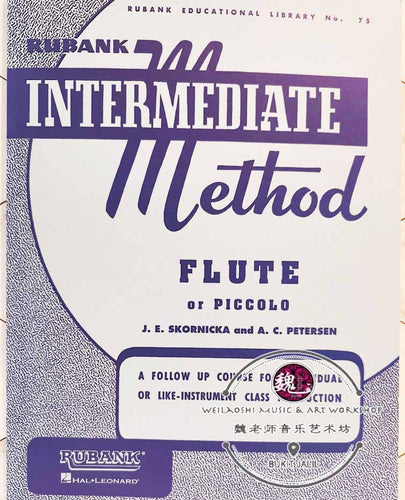 RUBANK EDUCATIONAL LIBRARY No. 75
RUBANK
INTERMEDIATE
Method
FLUTE
or PICCOLO
J. E. SKORNICKA and A. C. PETERSEN
A FOLLOW UP COURSE FO
OR LIKE-INSTRUMENT CLASS
魏
WEILAOSHI MUSIC & ART WORKSHOP
魏老师音乐艺术坊
RUBANK
HAL•LEONARD®